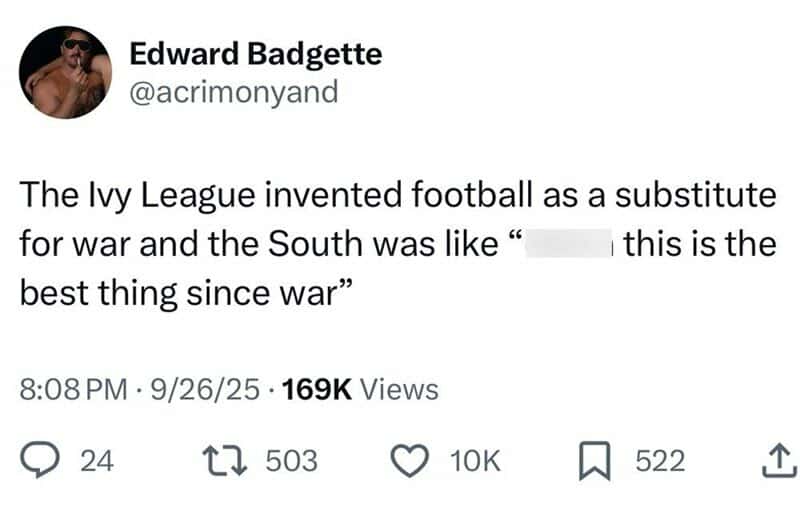 Edward Badgette
@acrimonyand
The Ivy League invented football as a substitute
for war and the South was like “ this is the
best thing since war”
8:08 PM · 9/26/25 · 169K Views
24 503 10K 522